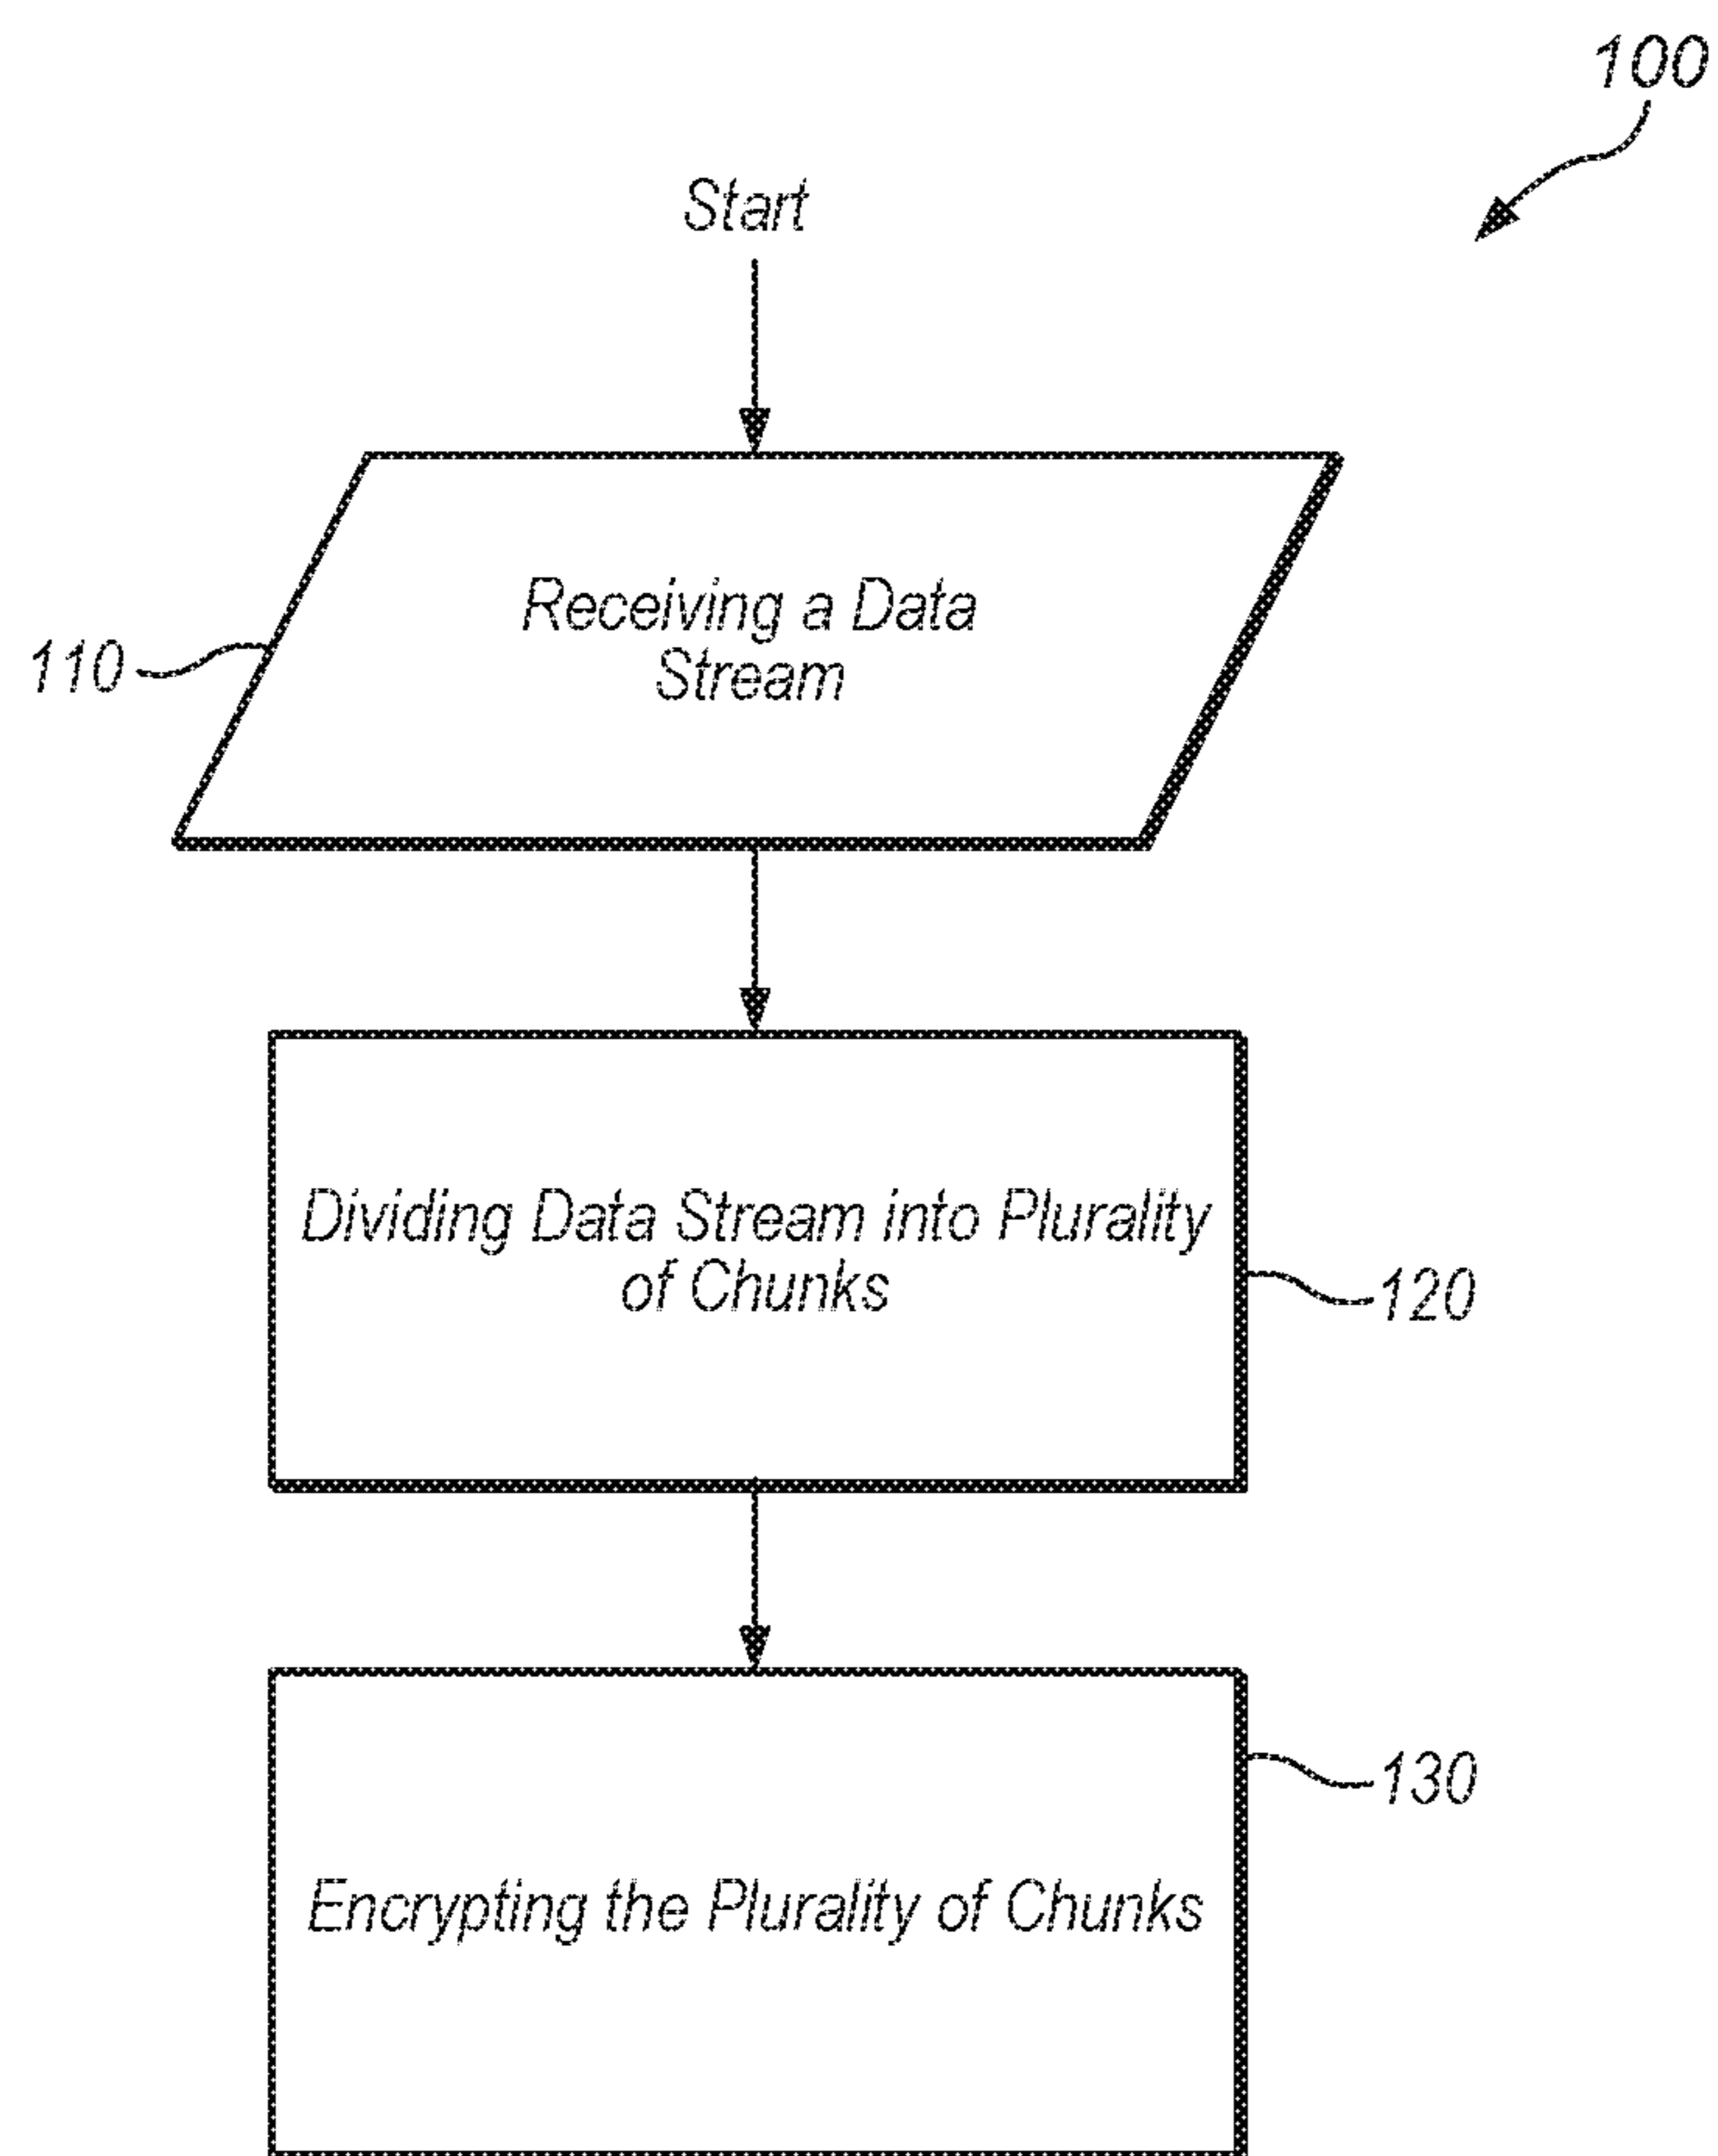 100
Start
Receiving a Data
Stream
110
Dividing Data Stream into Plurality
of Chunks
120
130
Encrypting the Plurality of Chunks